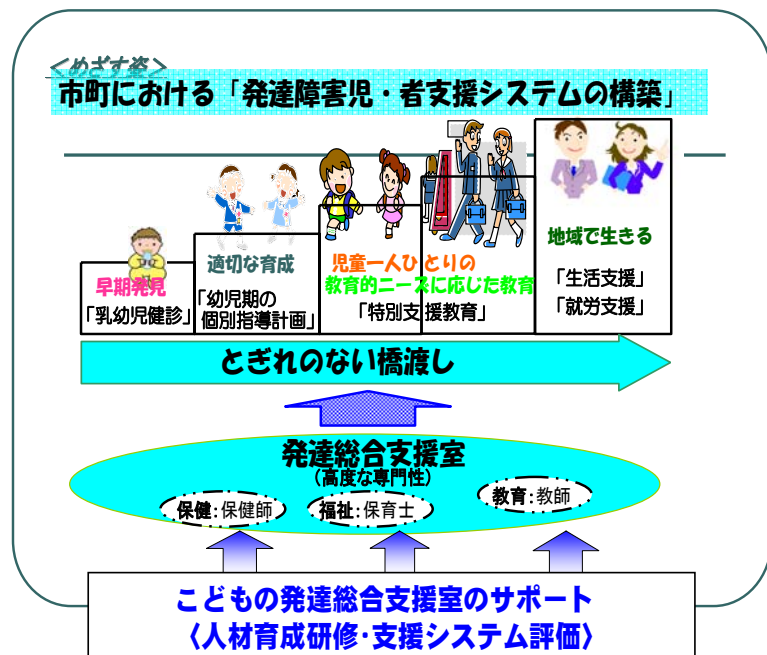 <めざす姿>
市町における「発達障害児・者支援システムの構築」
早期発見
「乳幼児健診」
適切な育成
「幼児期の
個別指導計画」
児童一人ひとりの
教育的ニーズに応じた教育
「特別支援教育」
地域で生きる
「生活支援」
「就労支援」
とぎれのない橋渡し
発達総合支援室
(高度な専門性)
保健:保健師
福祉:保育士
教育:教師
こどもの発達総合支援室のサポート
〈人材育成研修・支援システム評価〉